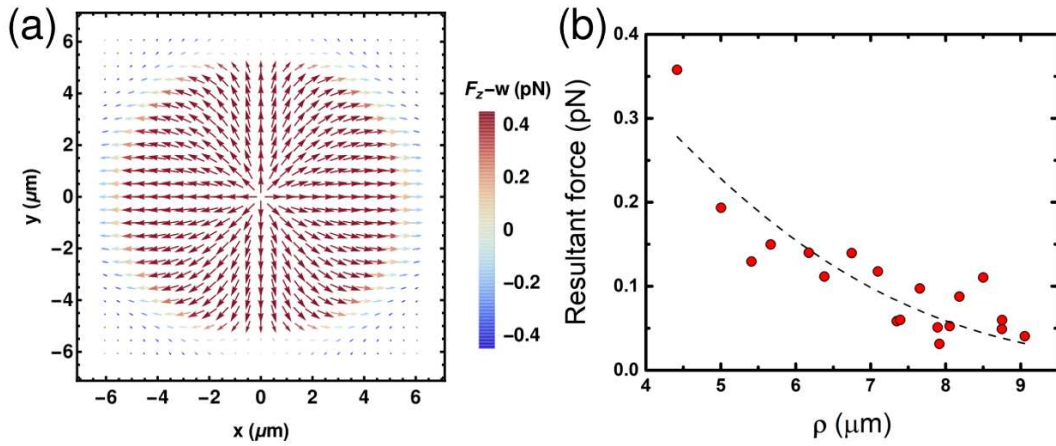 (a)
6
4
2
0
−2
−4
−6
y (μm)
−6 −4 −2 0 2 4 6
x (μm)
Fz−w (pN)
0.4
0.2
0
−0.2
−0.4
(b)
0.4
0.3
0.2
0.1
0.0
Resultant force (pN)
4 5 6 7 8 9
ρ (μm)